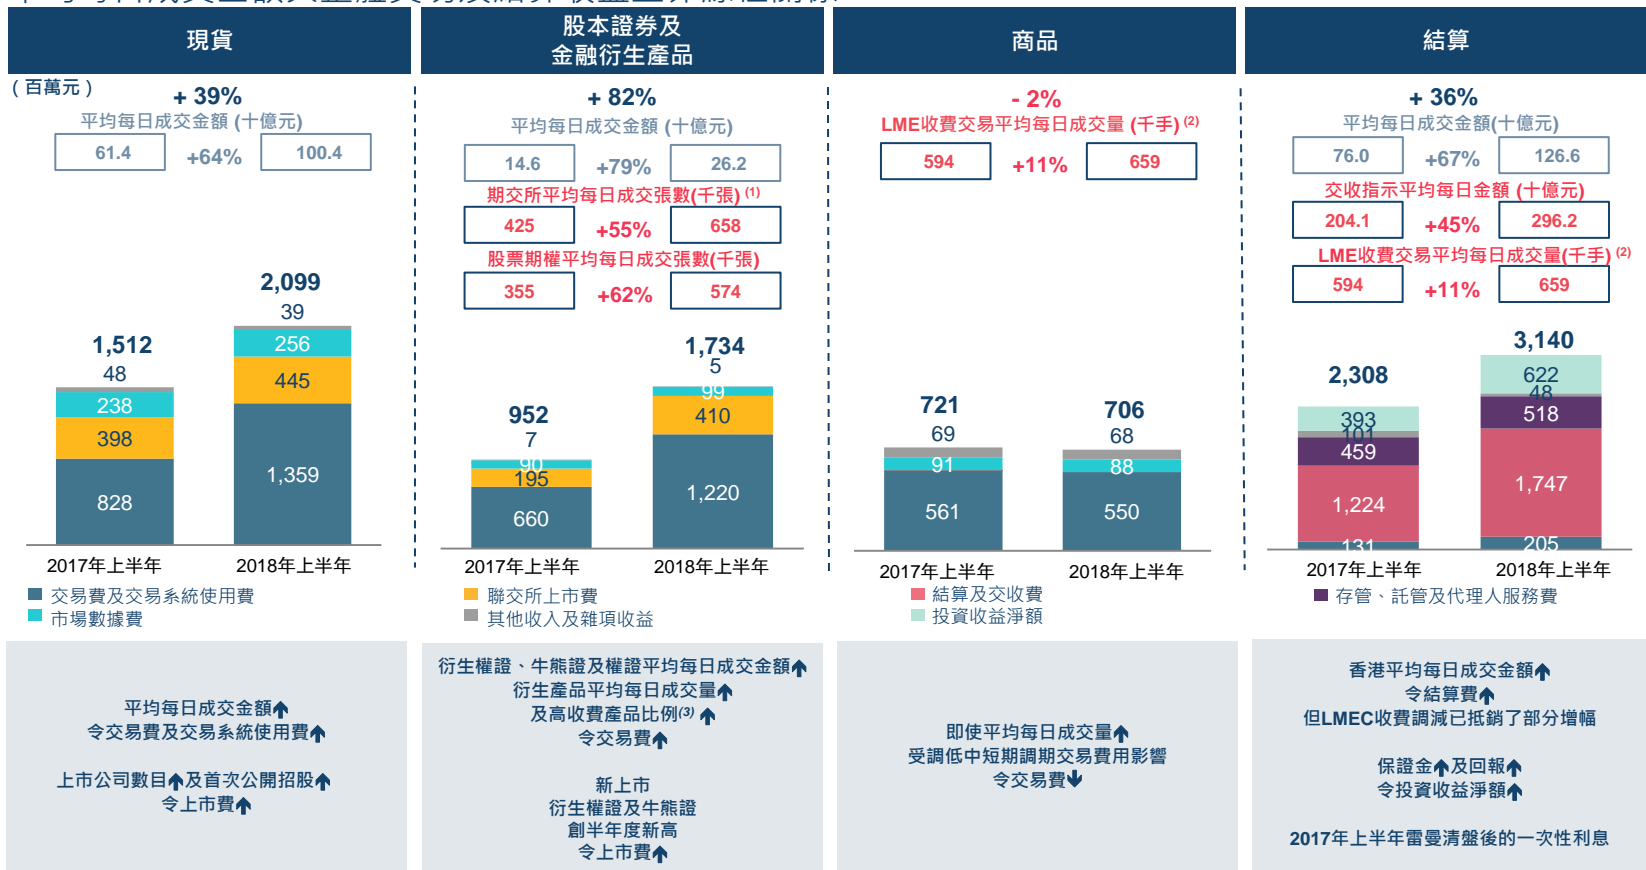 現貨
(百萬元)
+ 39%
平均每日成交金額 (十億元)
61.4 +64% 100.4
2,099
39
256
445
1,359
1,512
48
238
398
828
2017年上半年 2018年上半年
股本證券及
金融衍生產品
+ 82%
平均每日成交金額 (十億元)
14.6 +79% 26.2
期交所平均每日成交張數(千張) (1)
425 +55% 658
股票期權平均每日成交張數(千張)
355 +62% 574
1,734
5
99
410
1,220
952
7
90
195
660
2017年上半年 2018年上半年
商品
- 2%
LME收費交易平均每日成交量 (千手) (2)
594 +11% 659
721
69
91
561
706
68
88
550
2017年上半年 2018年上半年
結算
+ 36%
平均每日成交金額(十億元)
76.0 +67% 126.6
交收指示平均每日金額 (十億元)
204.1 +45% 296.2
LME收費交易平均每日成交量(千手) (2)
594 +11% 659
3,140
622
48
518
1,747
205
2,308
393
101
459
1,224
131
2017年上半年 2018年上半年
交易費及交易系統使用費
市場數據費
聯交所上市費
其他收入及雜項收益
結算及交收費
投資收益淨額
存管、託管及代理人服務費
平均每日成交金額↑
令交易費及交易系統使用費↑
上市公司數目↑及首次公開招股↑
令上市費↑
衍生權證、牛熊證及權證平均每日成交金額↑
衍生產品平均每日成交量↑
及高收費產品比例(3)↑
令交易費↑
新上市
衍生權證及牛熊證
創半年度新高
令上市費↑
即使平均每日成交量↑
受調低中短期調期交易費用影響
令交易費↓
香港平均每日成交金額↑
令結算費↑
但LMEC收費調減已抵銷了部分增幅
保證金↑及回報↑
令投資收益淨額↑
2017年上半年雷曼清盤後的一次性利息